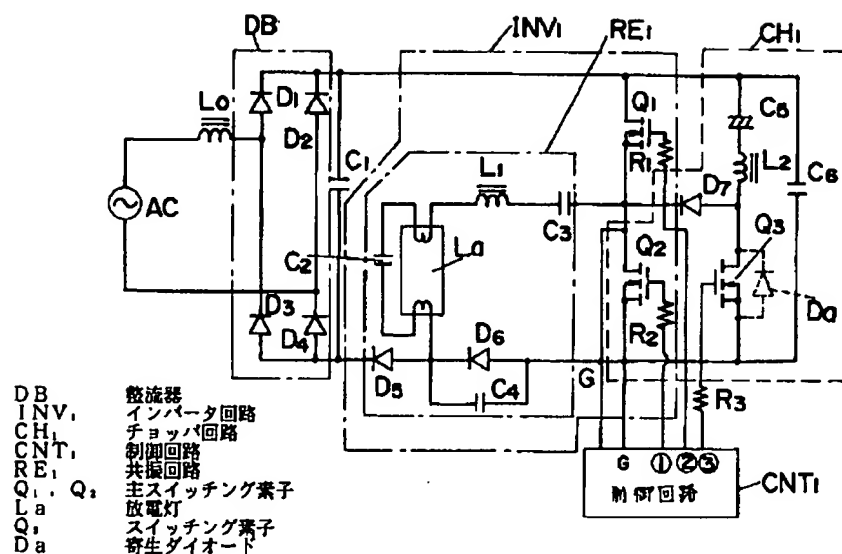 DB
INV₁
RE₁
CH₁
Lo
D1
D2
C1
AC
L1
C3
Q1
R1
D7
C5
L2
C6
C2
La
Q2
Q3
R2
Da
D3
D4
D5
D6
C4
G
R3
G ① ② ③
制御回路
CNT₁
DB 整流器
INV₁ インバータ回路
CH₁ チョッパ回路
CNT₁ 制御回路
RE₁ 共振回路
Q₁, Q₂ 主スイッチング素子
La 放電灯
Q₃ スイッチング素子
Da 寄生ダイオード